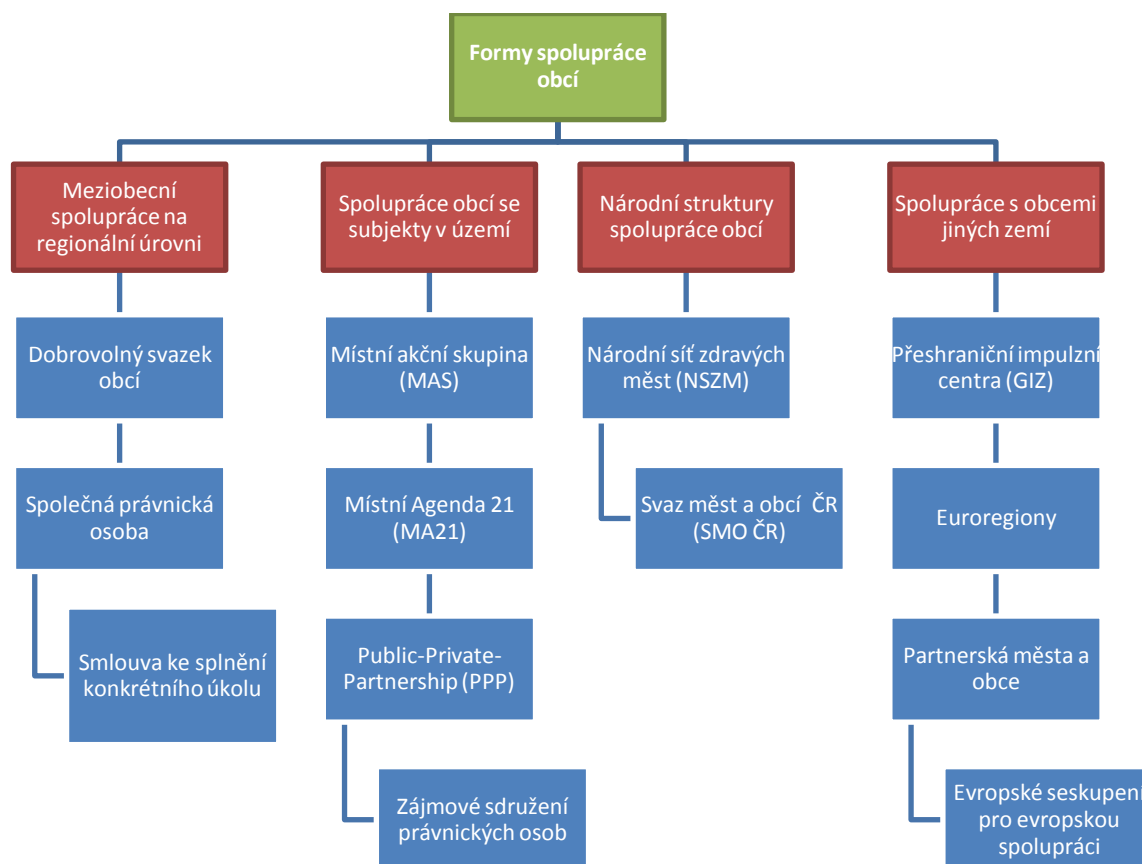 Formy spolupráce
obcí
Meziobecní
spolupráce na
regionální úrovni
Dobrovolný svazek
obcí
Společná právnická
osoba
Smlouva ke splnění
konkrétního úkolu
Spolupráce obcí se
subjekty v území
Místní akční skupina
(MAS)
Místní Agenda 21
(MA21)
Public-Private-
Partnership (PPP)
Zájmové sdružení
právnických osob
Národní struktury
spolupráce obcí
Národní síť zdravých
měst (NSZM)
Svaz měst a obcí ČR
(SMO ČR)
Spolupráce s obcemi
jiných zemí
Přeshraniční impulzní
centra (GIZ)
Euroregiony
Partnerská města a
obce
Evropské seskupení
pro evropskou
spolupráci